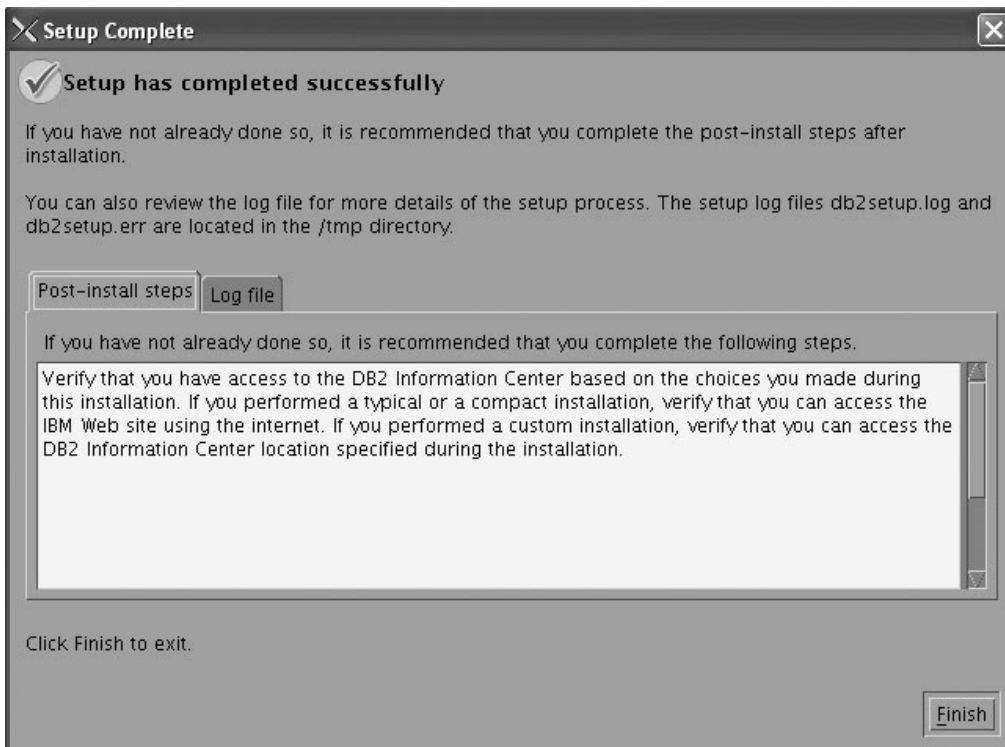 Setup Complete
Setup has completed successfully
If you have not already done so, it is recommended that you complete the post-install steps after
installation.
You can also review the log file for more details of the setup process. The setup log files db2setup.log and
db2setup.err are located in the /tmp directory.
Post-install steps
Log file
If you have not already done so, it is recommended that you complete the following steps.
Verify that you have access to the DB2 Information Center based on the choices you made during
this installation. If you performed a typical or a compact installation, verify that you can access the
IBM Web site using the internet. If you performed a custom installation, verify that you can access the
DB2 Information Center location specified during the installation.
Click Finish to exit.
Finish